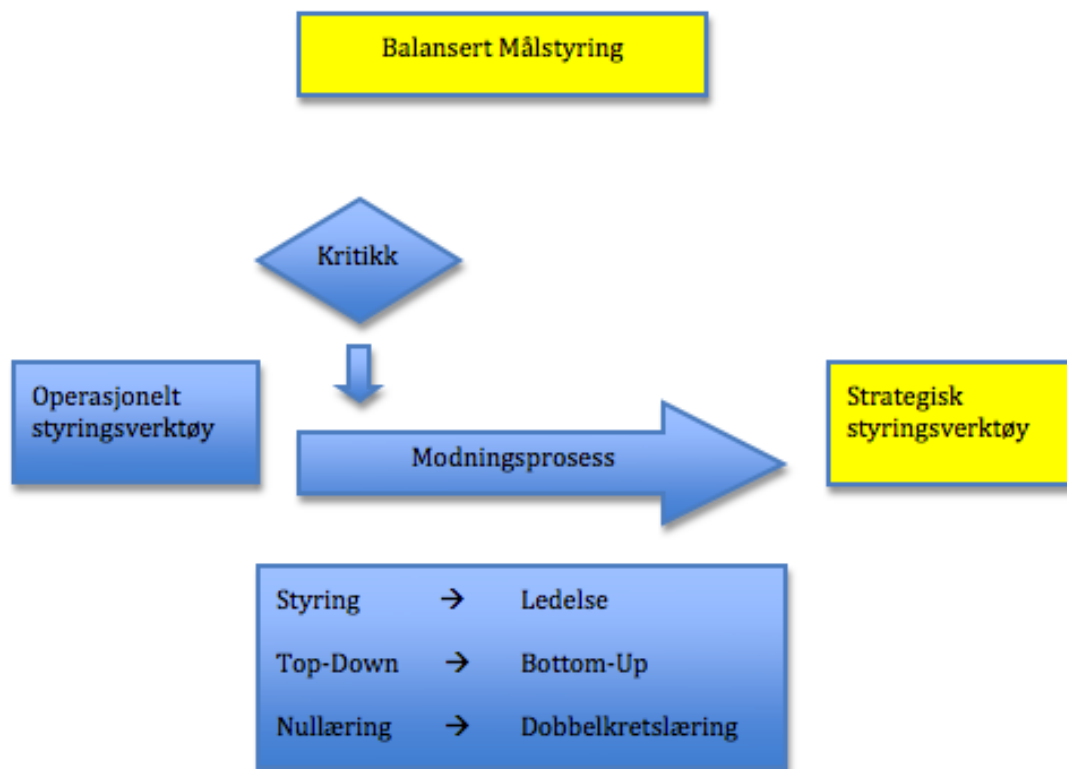 Balansert Målstyring
Kritikk
Operasjonelt
styringsverktøy
Modningsprosess
Strategisk
styringsverktøy
Styring → Ledelse
Top-Down → Bottom-Up
Nullæring → Dobbelkretslæring